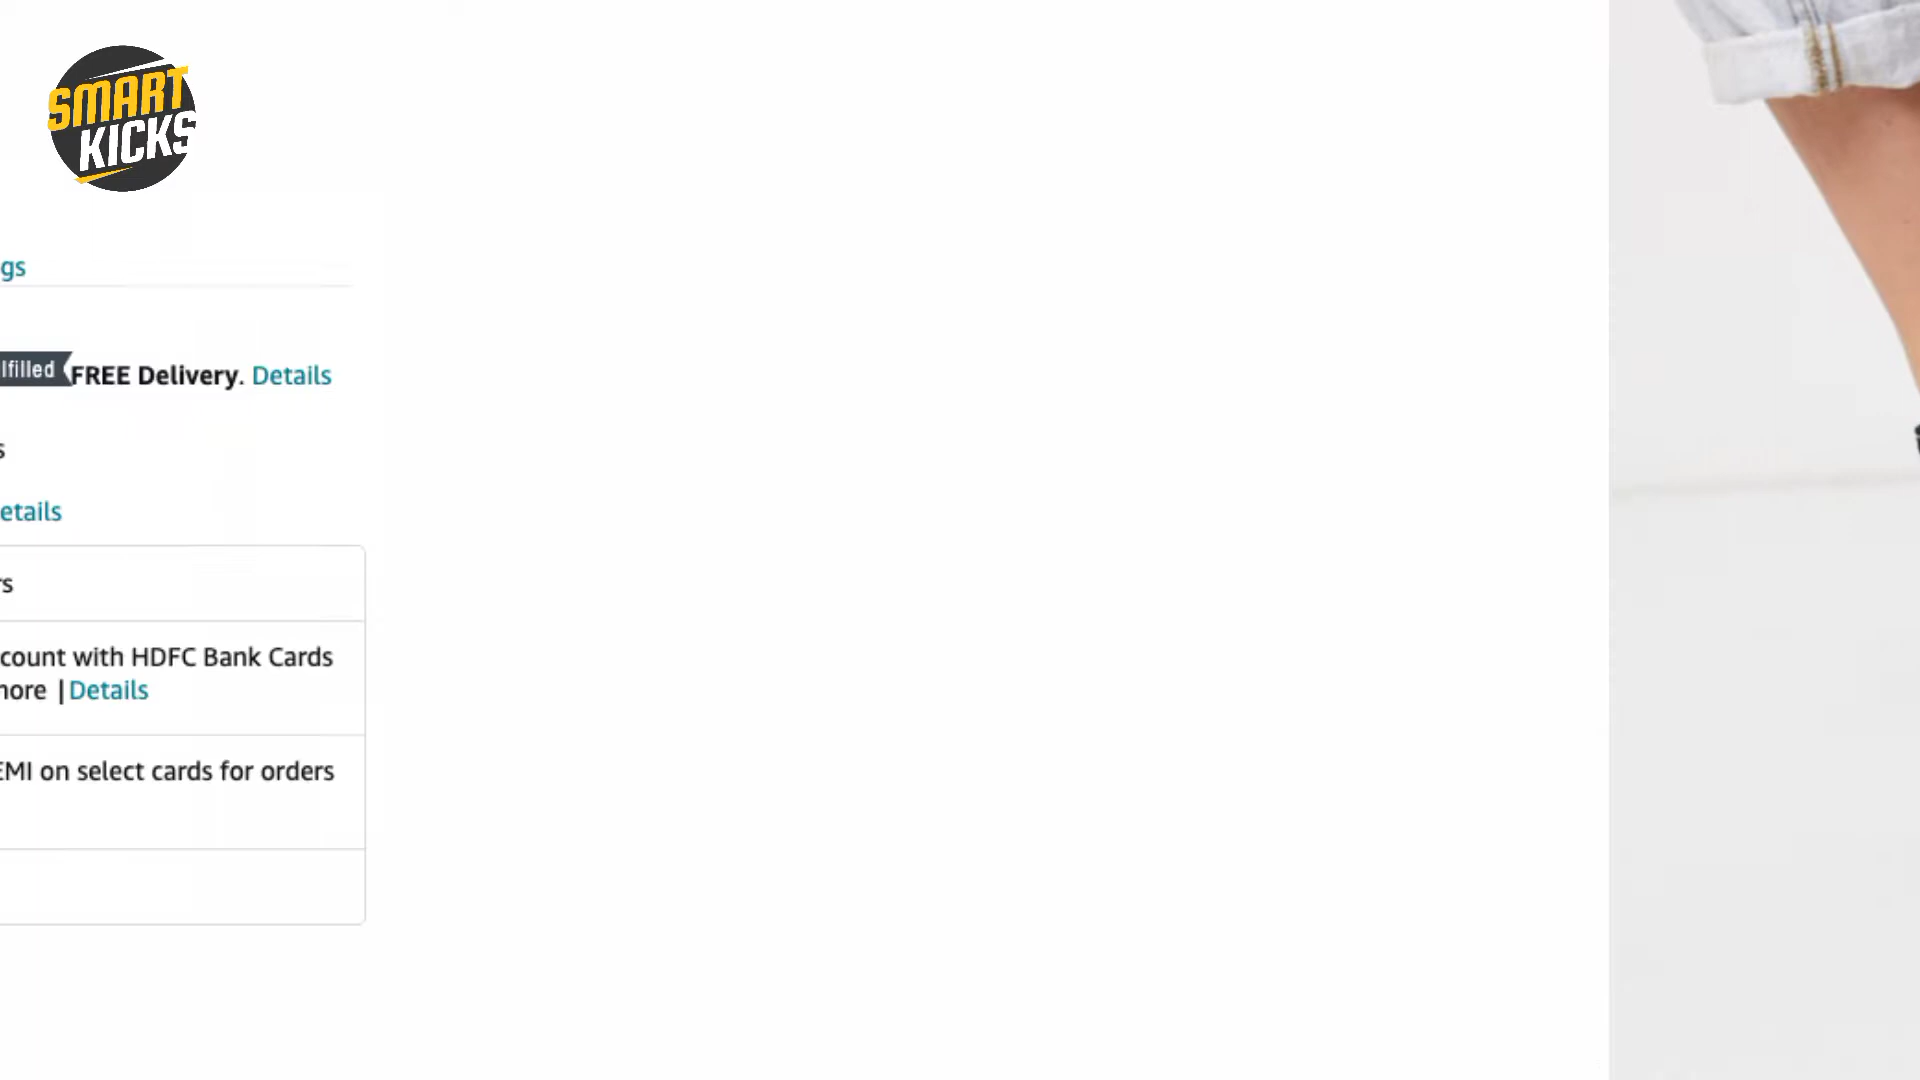 SMART
KICKS
gs
lfilled FREE Delivery. Details
s
etails
rs
count with HDFC Bank Cards
more | Details
EMI on select cards for orders